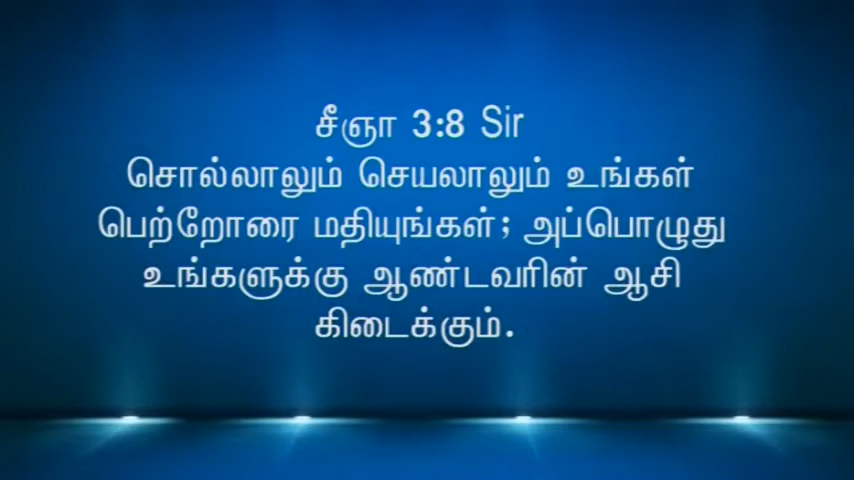 சீஞா 3:8 Sir
சொல்லாலும் செயலாலும் உங்கள்
பெற்றோரை மதியுங்கள்; அப்பொழுது
உங்களுக்கு ஆண்டவரின் ஆசி
கிடைக்கும்.